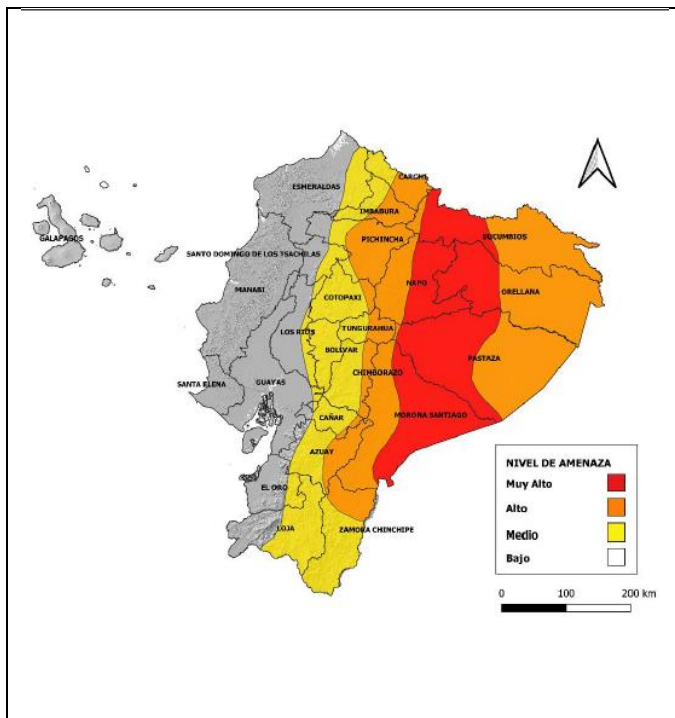 CARCHI
ESMERALDAS
IMBABURA
GALAPAGOS
PICHINCHA
SUCUMBIOS
SANTO DOMINGO DE LOS TSACHILAS
NAPO
MANABI
COTOPAXI
ORELLANA
LOS RIOS
TUNGURAHUA
BOLIVAR
PASTAZA
CHIMBORAZO
SANTA ELENA
GUAYAS
CAÑAR
MORONA SANTIAGO
AZUAY
EL ORO
LOJA
ZAMORA CHINCHIPE
NIVEL DE AMENAZA
Muy Alto
Alto
Medio
Bajo
0 100 200 km